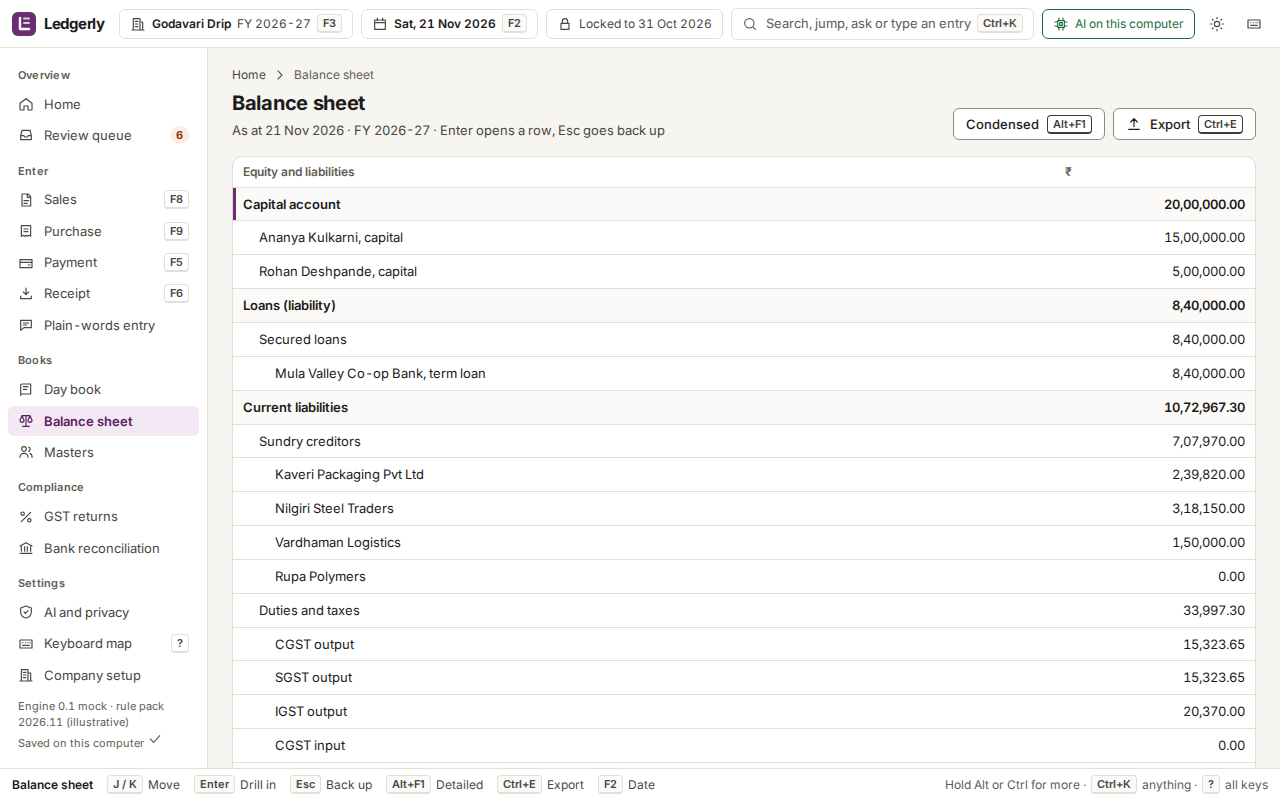 Ledgerly
Godavari Drip FY 2026-27 F3
Sat, 21 Nov 2026 F2
Locked to 31 Oct 2026
Search, jump, ask or type an entry Ctrl+K
AI on this computer
Overview
Home
Review queue 6
Enter
Sales F8
Purchase F9
Payment F5
Receipt F6
Plain-words entry
Books
Day book
Balance sheet
Masters
Compliance
GST returns
Bank reconciliation
Settings
AI and privacy
Keyboard map ?
Company setup
Engine 0.1 mock · rule pack
2026.11 (illustrative)
Saved on this computer
Home > Balance sheet
Balance sheet
As at 21 Nov 2026 · FY 2026-27 · Enter opens a row, Esc goes back up
Condensed Alt+F1
Export Ctrl+E
Equity and liabilities ₹
Capital account 20,00,000.00
Ananya Kulkarni, capital 15,00,000.00
Rohan Deshpande, capital 5,00,000.00
Loans (liability) 8,40,000.00
Secured loans 8,40,000.00
Mula Valley Co-op Bank, term loan 8,40,000.00
Current liabilities 10,72,967.30
Sundry creditors 7,07,970.00
Kaveri Packaging Pvt Ltd 2,39,820.00
Nilgiri Steel Traders 3,18,150.00
Vardhaman Logistics 1,50,000.00
Rupa Polymers 0.00
Duties and taxes 33,997.30
CGST output 15,323.65
SGST output 15,323.65
IGST output 20,370.00
CGST input 0.00
Balance sheet J / K Move Enter Drill in Esc Back up Alt+F1 Detailed Ctrl+E Export F2 Date
Hold Alt or Ctrl for more · Ctrl+K anything · ? all keys